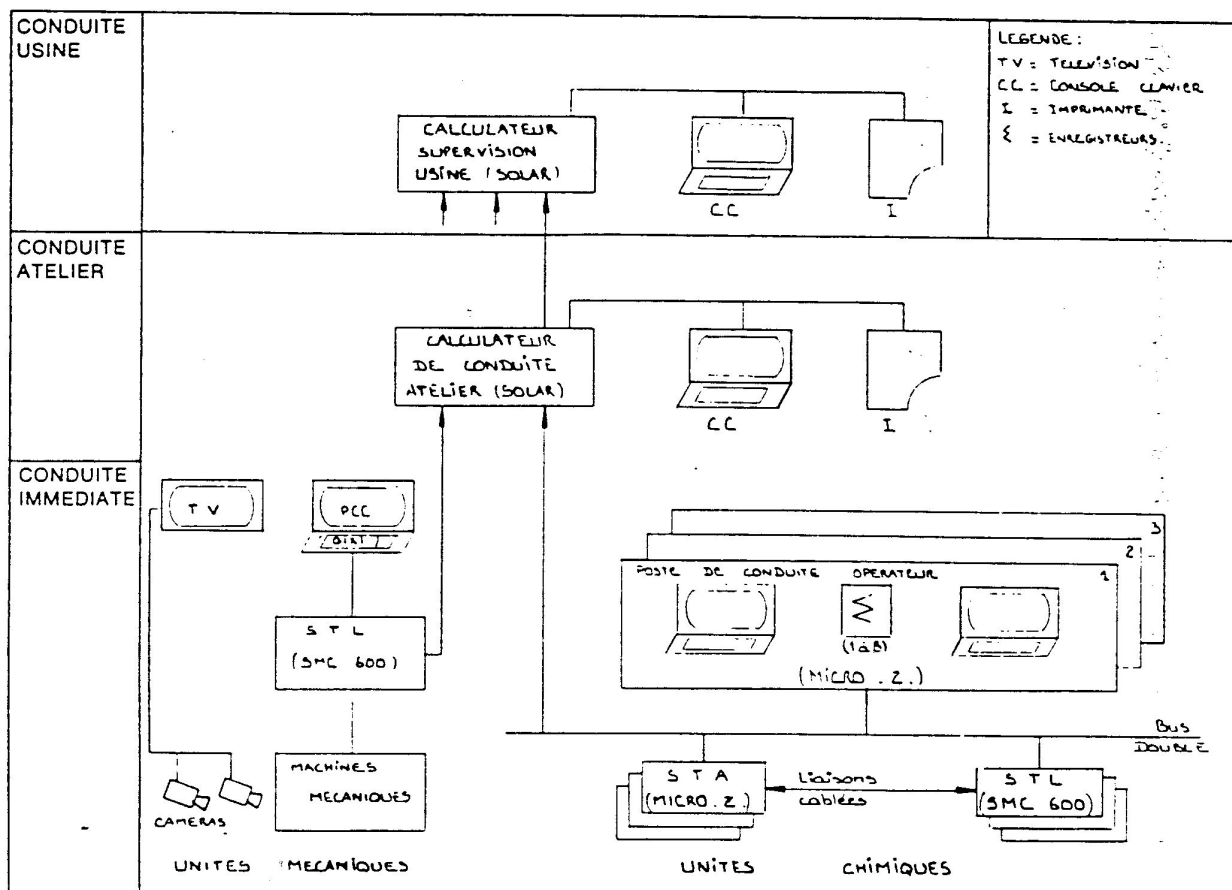 CONDUITE
USINE
LEGENDE :
TV = TELEVISION
CC = CONSOLE CLAVIER
I = IMPRIMANTE
= ENREGISTREURS
CALCULATEUR
SUPERVISION
USINE (SOLAR)
CC
I
CONDUITE
ATELIER
CALCULATEUR
DE CONDUITE
ATELIER (SOLAR)
CC
I
CONDUITE
IMMEDIATE
TV
PCC
3
2
POSTE DE CONDUITE OPERATEUR 1
(1 à 8)
(MICRO . Z .)
S T L
(SMC 600)
BUS
DOUBLE
MACHINES
MECANIQUES
S T A
(MICRO . Z .)
Liaisons
cablées
S T L
(SMC 600)
CAMERAS
UNITES MECANIQUES
UNITES CHIMIQUES